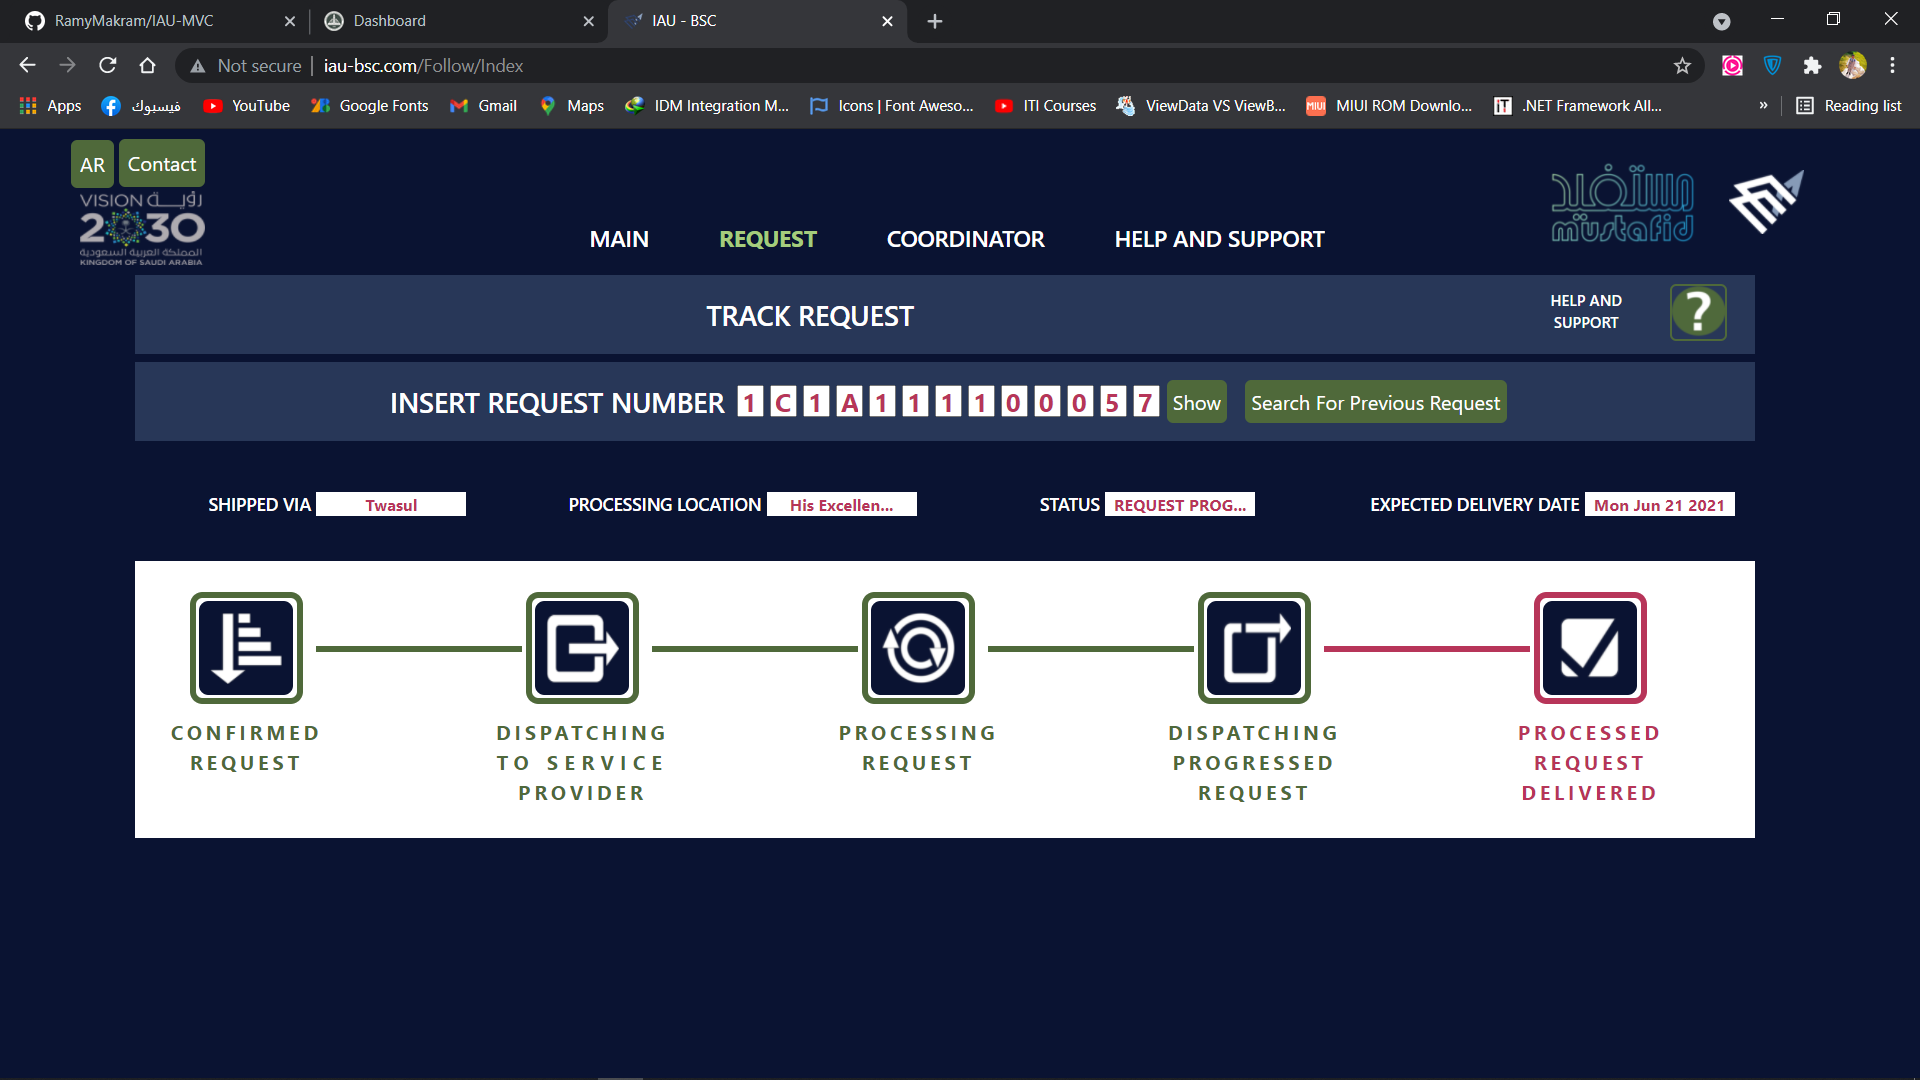 RamyMakram/IAU-MVC
Dashboard
IAU - BSC
Not secure
iau-bsc.com/Follow/Index
Apps
فيسبوك
YouTube
Google Fonts
Gmail
Maps
IDM Integration M...
Icons | Font Aweso...
ITI Courses
ViewData VS ViewB...
MIUI
MIUI ROM Downlo...
iT
.NET Framework All...
»
Reading list
AR
Contact
VISION رؤيــة
2030
المملكة العربية السعودية
KINGDOM OF SAUDI ARABIA
MAIN
REQUEST
COORDINATOR
HELP AND SUPPORT
مستفيد
müstafid
TRACK REQUEST
HELP AND
SUPPORT
?
INSERT REQUEST NUMBER
1 C 1 A 1 1 1 1 0 0 0 5 7
Show
Search For Previous Request
SHIPPED VIA
Twasul
PROCESSING LOCATION
His Excellen...
STATUS
REQUEST PROG...
EXPECTED DELIVERY DATE
Mon Jun 21 2021
CONFIRMED
REQUEST
DISPATCHING
TO SERVICE
PROVIDER
PROCESSING
REQUEST
DISPATCHING
PROGRESSED
REQUEST
PROCESSED
REQUEST
DELIVERED